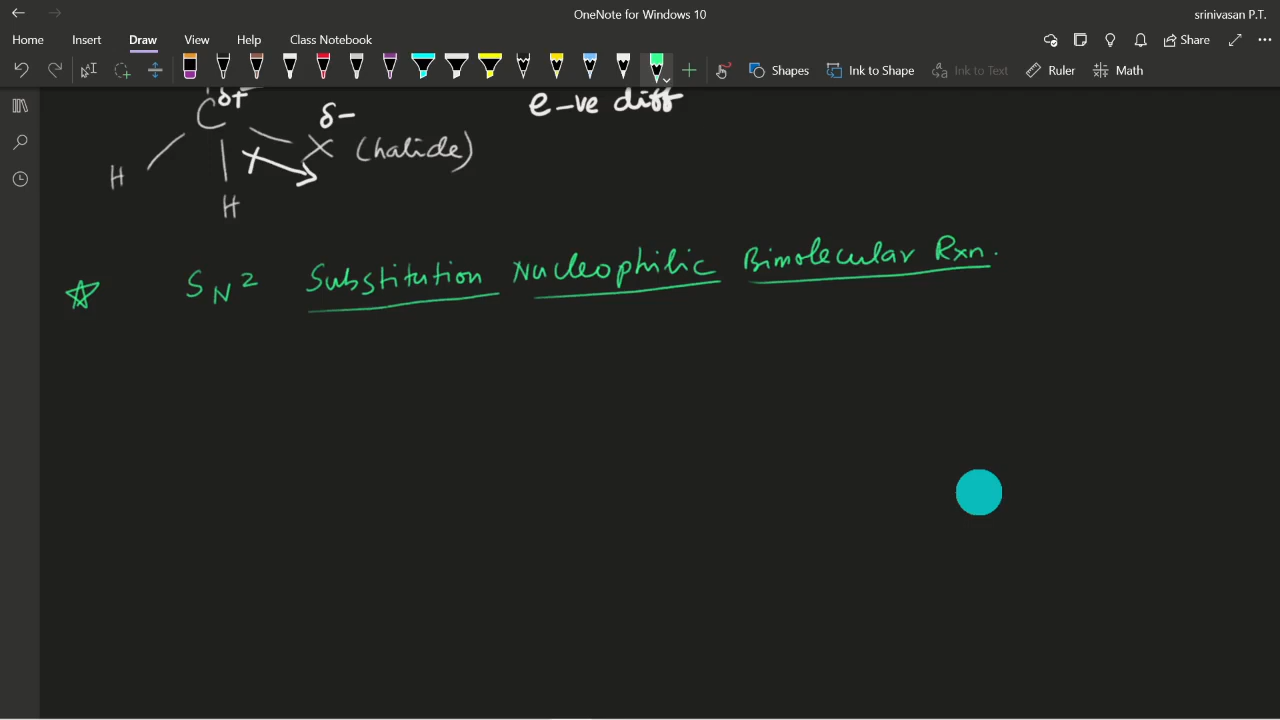 OneNote for Windows 10
srinivasan P.T.
Home Insert Draw View Help Class Notebook
Share
Shapes Ink to Shape Ink to Text Ruler Math
C δ+
δ-
e -ve diff
H X (halide)
H
☆ SN2 Substitution Nucleophilic Bimolecular Rxn.